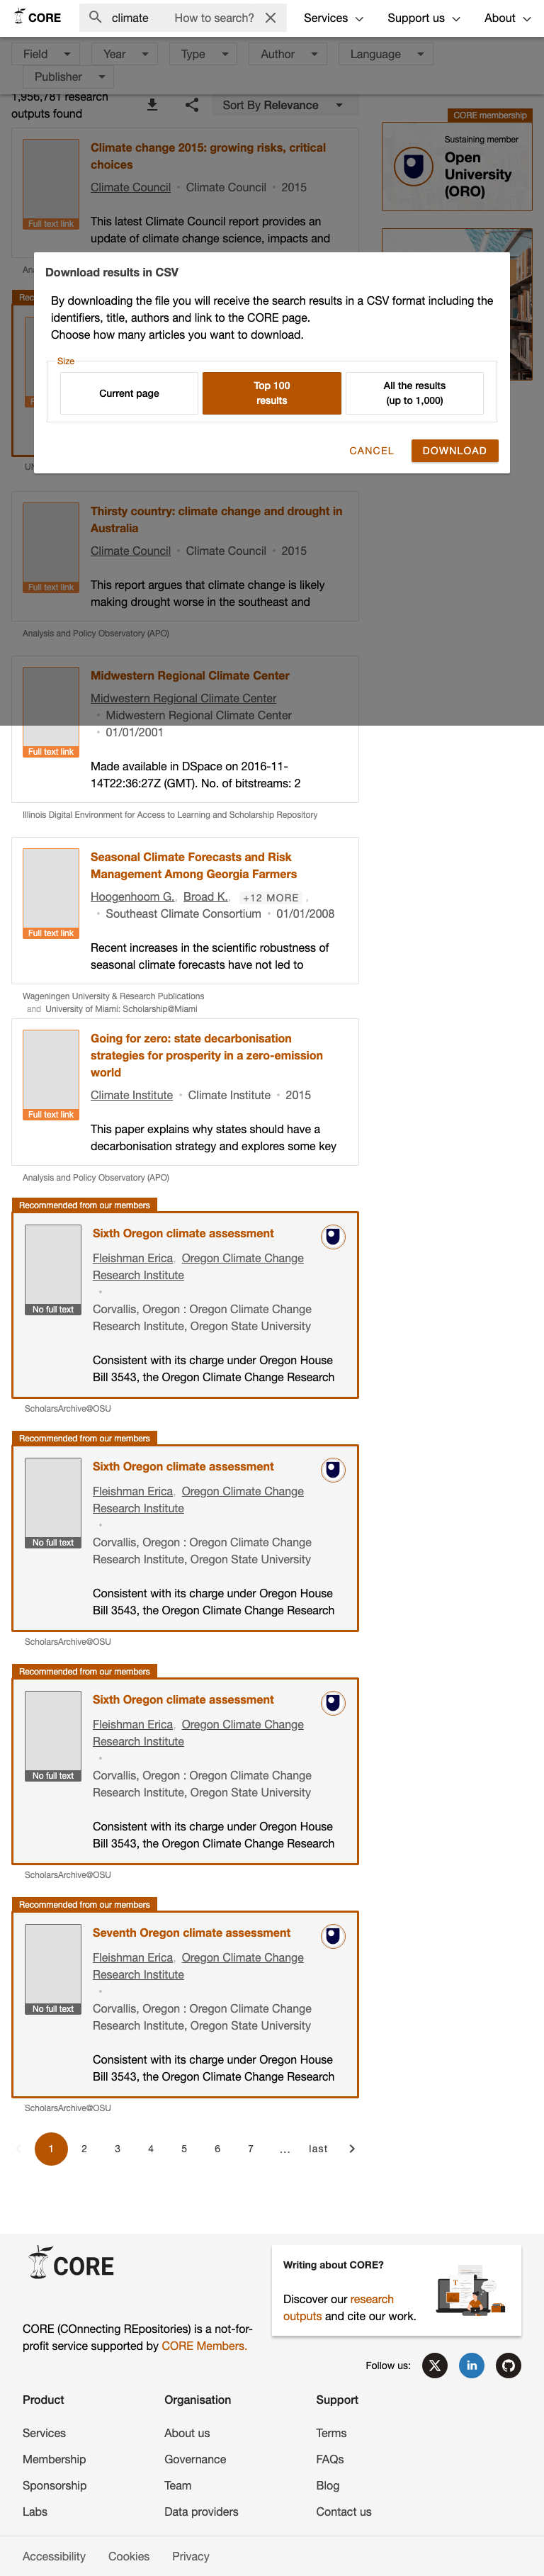 CORE
climate
How to search?
Services
Support us
About
Field
Year
Type
Author
Language
Publisher
1,956,781 research
outputs found
Sort By Relevance
CORE membership
Sustaining member
Open
University
(ORO)
Full text link
Climate change 2015: growing risks, critical
choices
Climate Council • Climate Council • 2015
This latest Climate Council report provides an
update of climate change science, impacts and
Download results in CSV
By downloading the file you will receive the search results in a CSV format including the
identifiers, title, authors and link to the CORE page.
Choose how many articles you want to download.
Size
Current page
Top 100
results
All the results
(up to 1,000)
CANCEL
DOWNLOAD
Full text link
Thirsty country: climate change and drought in
Australia
Climate Council • Climate Council • 2015
This report argues that climate change is likely
making drought worse in the southeast and
Analysis and Policy Observatory (APO)
Full text link
Midwestern Regional Climate Center
Midwestern Regional Climate Center
• Midwestern Regional Climate Center
• 01/01/2001
Made available in DSpace on 2016-11-
14T22:36:27Z (GMT). No. of bitstreams: 2
Illinois Digital Environment for Access to Learning and Scholarship Repository
Full text link
Seasonal Climate Forecasts and Risk
Management Among Georgia Farmers
Hoogenhoom G., Broad K., +12 MORE ,
• Southeast Climate Consortium • 01/01/2008
Recent increases in the scientific robustness of
seasonal climate forecasts have not led to
Wageningen University & Research Publications
and University of Miami: Scholarship@Miami
Full text link
Going for zero: state decarbonisation
strategies for prosperity in a zero-emission
world
Climate Institute • Climate Institute • 2015
This paper explains why states should have a
decarbonisation strategy and explores some key
Analysis and Policy Observatory (APO)
Recommended from our members
No full text
Sixth Oregon climate assessment
Fleishman Erica, Oregon Climate Change
Research Institute
•
Corvallis, Oregon : Oregon Climate Change
Research Institute, Oregon State University
Consistent with its charge under Oregon House
Bill 3543, the Oregon Climate Change Research
ScholarsArchive@OSU
Recommended from our members
No full text
Sixth Oregon climate assessment
Fleishman Erica, Oregon Climate Change
Research Institute
•
Corvallis, Oregon : Oregon Climate Change
Research Institute, Oregon State University
Consistent with its charge under Oregon House
Bill 3543, the Oregon Climate Change Research
ScholarsArchive@OSU
Recommended from our members
No full text
Sixth Oregon climate assessment
Fleishman Erica, Oregon Climate Change
Research Institute
•
Corvallis, Oregon : Oregon Climate Change
Research Institute, Oregon State University
Consistent with its charge under Oregon House
Bill 3543, the Oregon Climate Change Research
ScholarsArchive@OSU
Recommended from our members
No full text
Seventh Oregon climate assessment
Fleishman Erica, Oregon Climate Change
Research Institute
•
Corvallis, Oregon : Oregon Climate Change
Research Institute, Oregon State University
Consistent with its charge under Oregon House
Bill 3543, the Oregon Climate Change Research
ScholarsArchive@OSU
1 2 3 4 5 6 7 ... last
CORE
CORE (COnnecting REpositories) is a not-for-
profit service supported by CORE Members.
Writing about CORE?
Discover our research
outputs and cite our work.
Follow us:
Product
Services
Membership
Sponsorship
Labs
Organisation
About us
Governance
Team
Data providers
Support
Terms
FAQs
Blog
Contact us
Accessibility
Cookies
Privacy